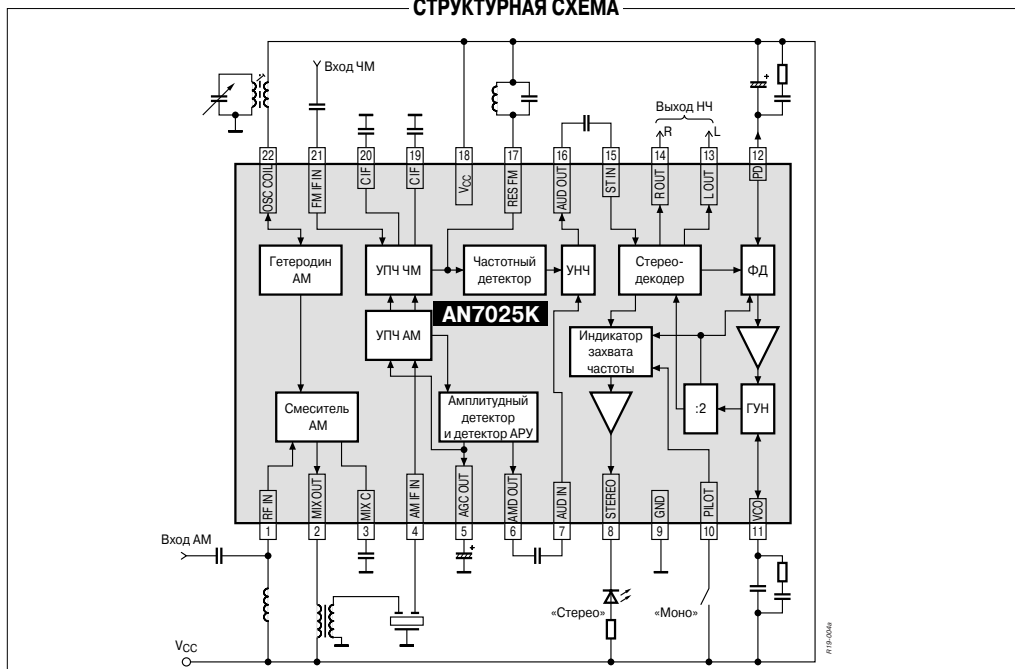 СТРУКТУРНАЯ СХЕМА
Вход ЧМ
Выход НЧ
R
L
22
21
20
19
18
17
16
15
14
13
12
OSC COIL
FM IF IN
C IF
C IF
VCC
RES FM
AUD OUT
ST IN
R OUT
L OUT
PD
Гетеродин
АМ
УПЧ ЧМ
Частотный
детектор
УНЧ
Стерео-
декодер
ФД
AN7025K
УПЧ АМ
Индикатор
захвата
частоты
Смеситель
АМ
Амплитудный
детектор
и детектор АРУ
:2
ГУН
RF IN
MIX OUT
MIX C
AM IF IN
AGC OUT
AMD OUT
AUD IN
STEREO
GND
PILOT
VCO
1
2
3
4
5
6
7
8
9
10
11
Вход АМ
«Стерео»
«Моно»
VCC
R19-004a